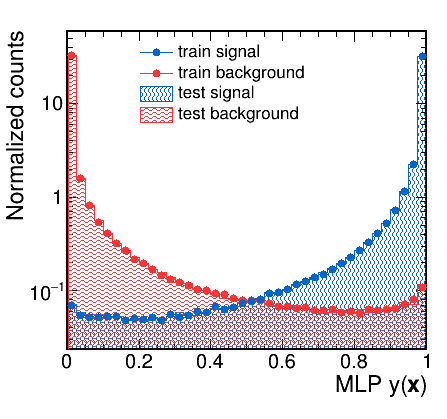 Normalized counts
train signal
train background
test signal
test background
10
1
10⁻¹
0 0.2 0.4 0.6 0.8 1
MLP y(x)